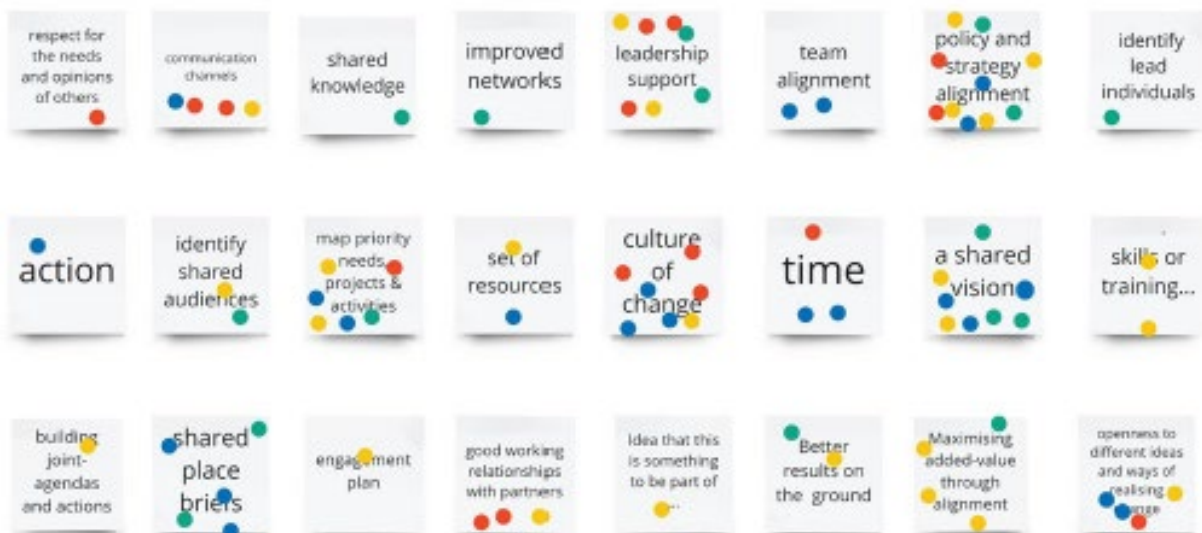 respect for
the needs
and opinions
of others
communication
channels
shared
knowledge
improved
networks
leadership
support
team
alignment
policy and
strategy
alignment
identify
lead
individuals
action
identify
shared
audiences
map priority
needs,
projects &
activities
set of
resources
culture
of
change
time
a shared
vision
skills or
training...
building
joint-
agendas
and actions
shared
place
briefs
engagement
plan
good working
relationships
with partners
Idea that this
is something
to be part of
...
Better
results on
the ground
Maximising
added-value
through
alignment
openness to
different ideas
and ways of
realising
change